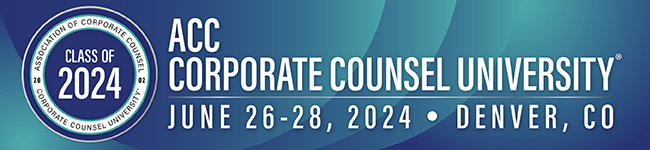 ASSOCIATION OF CORPORATE COUNSEL
CLASS OF
2024
20 02
CORPORATE COUNSEL UNIVERSITY®
ACC
CORPORATE COUNSEL UNIVERSITY®
JUNE 26-28, 2024 • DENVER, CO